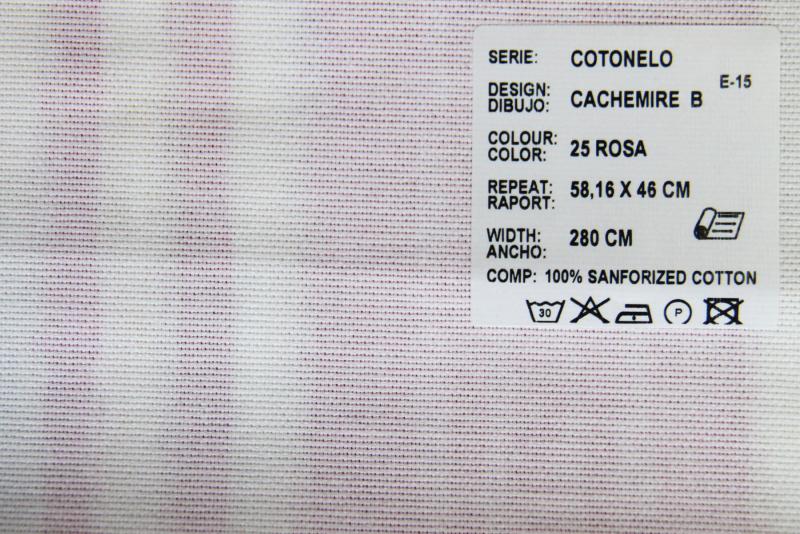 SERIE: COTONELO
E-15
DESIGN:
DIBUJO: CACHEMIRE B
COLOUR:
COLOR: 25 ROSA
REPEAT:
RAPORT: 58,16 X 46 CM
WIDTH:
ANCHO: 280 CM
COMP: 100% SANFORIZED COTTON
30
P